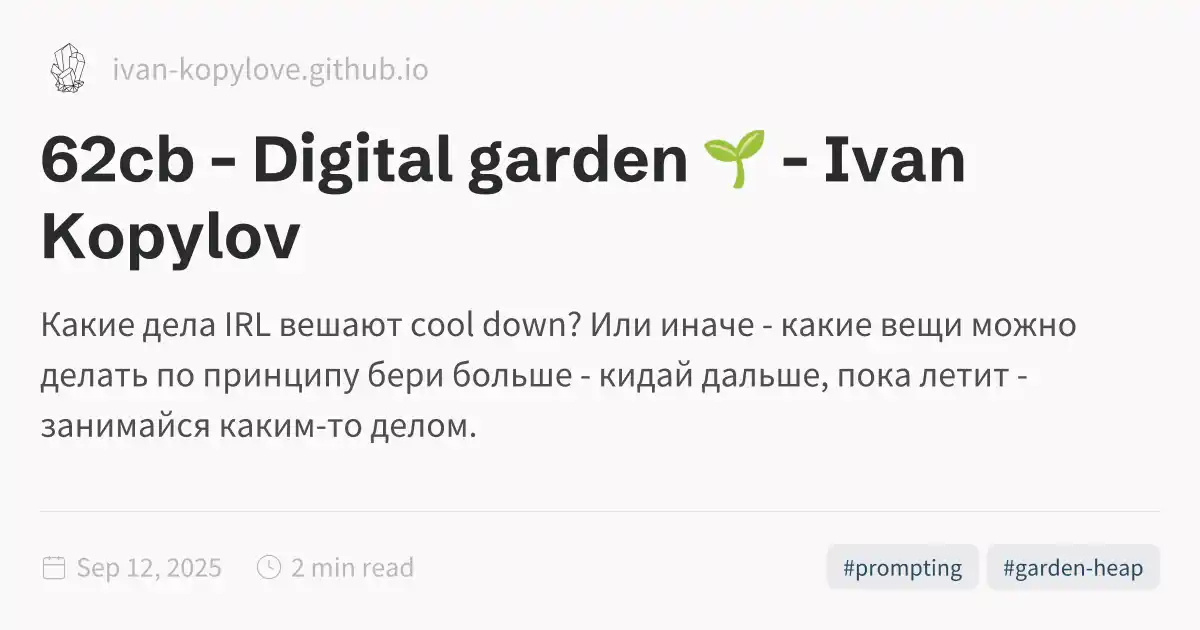 ivan-kopylove.github.io
62cb - Digital garden 🌱 - Ivan
Kopylov
Какие дела IRL вешают cool down? Или иначе - какие вещи можно
делать по принципу бери больше - кидай дальше, пока летит -
занимайся каким-то делом.
Sep 12, 2025 2 min read #prompting #garden-heap